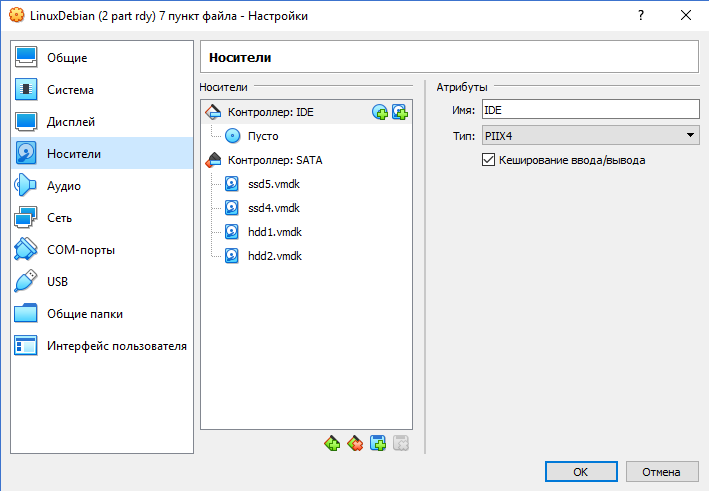 LinuxDebian (2 part rdy) 7 пункт файла - Настройки
?
Общие
Система
Дисплей
Носители
Аудио
Сеть
COM-порты
USB
Общие папки
Интерфейс пользователя
Носители
Носители
Контроллер: IDE
Пусто
Контроллер: SATA
ssd5.vmdk
ssd4.vmdk
hdd1.vmdk
hdd2.vmdk
Атрибуты
Имя: IDE
Тип: PIIX4
Кеширование ввода/вывода
OK
Отмена